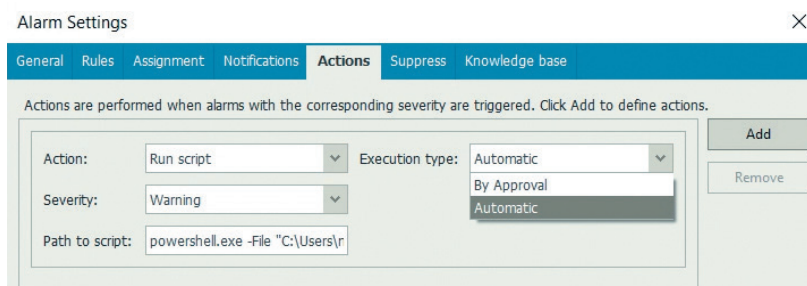 Alarm Settings
General Rules Assignment Notifications Actions Suppress Knowledge base
Actions are performed when alarms with the corresponding severity are triggered. Click Add to define actions.
Add
Action: Run script Execution type: Automatic
Remove
By Approval
Severity: Warning
Automatic
Path to script: powershell.exe -File "C:\Users\r